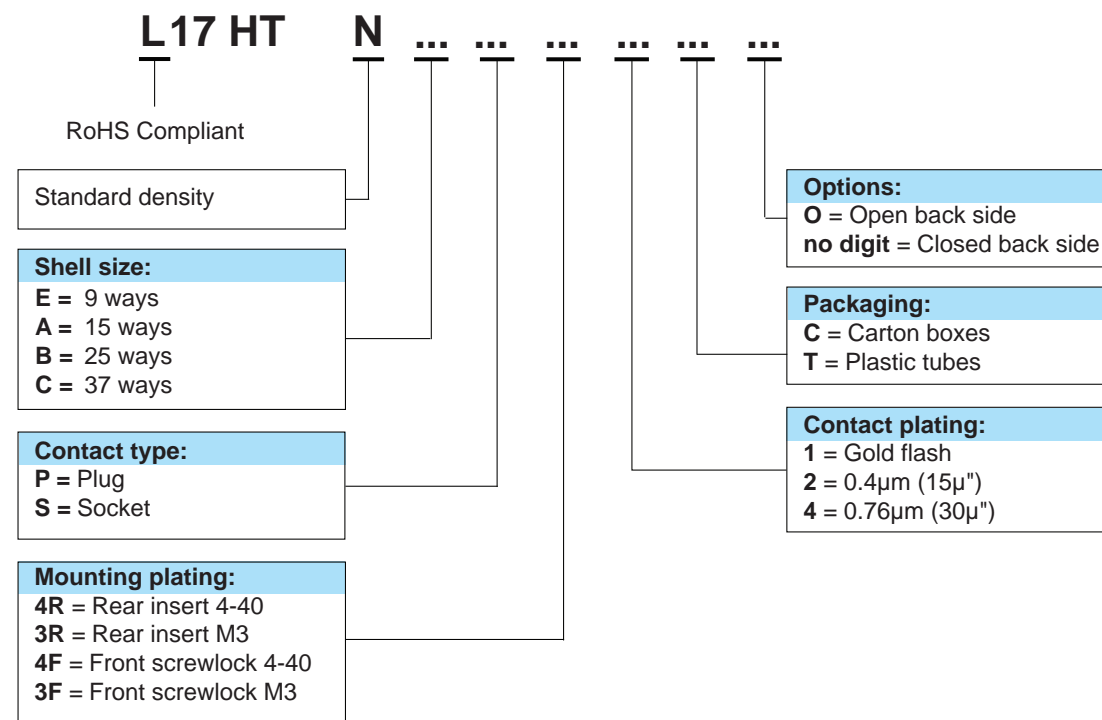 L17 HT N ... ... ... ... ... ...
RoHS Compliant
Standard density
Shell size:
E = 9 ways
A = 15 ways
B = 25 ways
C = 37 ways
Contact type:
P = Plug
S = Socket
Mounting plating:
4R = Rear insert 4-40
3R = Rear insert M3
4F = Front screwlock 4-40
3F = Front screwlock M3
Options:
O = Open back side
no digit = Closed back side
Packaging:
C = Carton boxes
T = Plastic tubes
Contact plating:
1 = Gold flash
2 = 0.4µm (15µ")
4 = 0.76µm (30µ")